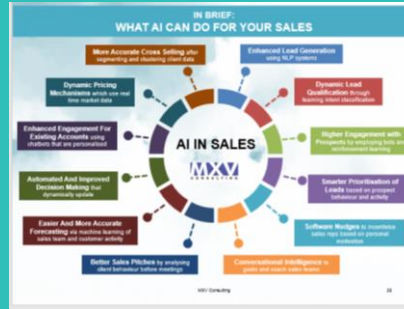 IN BRIEF:
WHAT AI CAN DO FOR YOUR SALES
More Accurate Cross Selling after
segmenting and clustering client data
Enhanced Lead Generation
using NLP systems
Dynamic Pricing
Mechanisms which use real
time market data
Dynamic Lead
Qualification through
learning intent classification
Enhanced Engagement For
Existing Accounts using
chatbots that are personalised
Higher Engagement with
Prospects by employing bots and
reinforcement learning
AI IN SALES
MXV
CONSULTING
Automated And Improved
Decision Making that
dynamically update
Smarter Prioritisation of
Leads based on prospect
behaviour and activity
Easier And More Accurate
Forecasting via machine learning of
sales team and customer activity
Software Nudges to incentivise
sales reps based on personal
motivation
Better Sales Pitches by analysing
client behaviour before meetings
Conversational Intelligence to
guide and coach sales teams
MXV Consulting